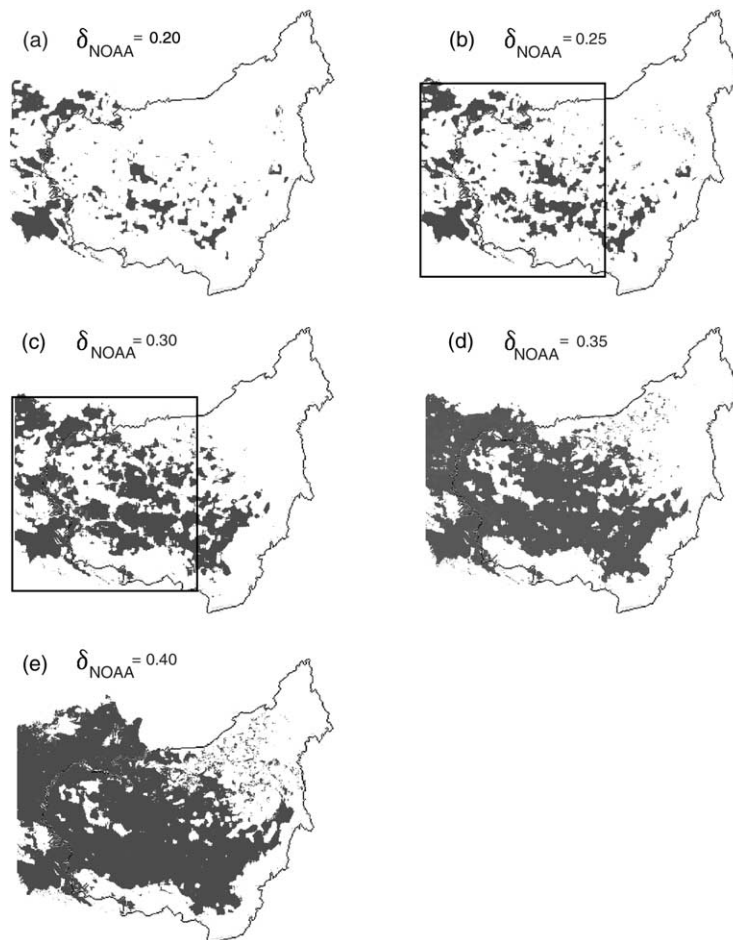 (a) δNOAA = 0.20
(b) δNOAA = 0.25
(c) δNOAA = 0.30
(d) δNOAA = 0.35
(e) δNOAA = 0.40